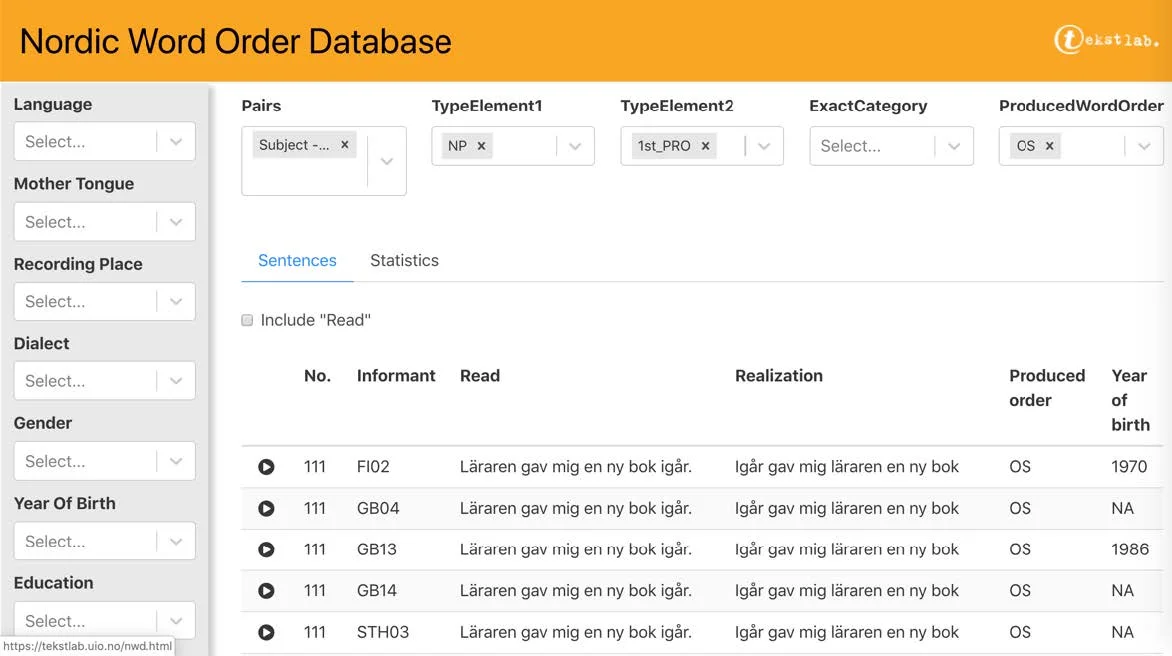 Nordic Word Order Database
tekstlab.
Language
Select...
Mother Tongue
Select...
Recording Place
Select...
Dialect
Select...
Gender
Select...
Year Of Birth
Select...
Education
Select...
https://tekstlab.uio.no/nwd.html
Pairs TypeElement1 TypeElement2 ExactCategory ProducedWordOrder
Subject -... × NP × 1st_PRO × Select... OS ×
Sentences Statistics
Include "Read"
No. Informant Read Realization Produced order Year of birth
111 FI02 Läraren gav mig en ny bok igår. Igår gav mig läraren en ny bok OS 1970
111 GB04 Läraren gav mig en ny bok igår. Igår gav mig läraren en ny bok OS NA
111 GB13 Läraren gav mig en ny bok igår. Igår gav mig läraren en ny bok OS 1986
111 GB14 Läraren gav mig en ny bok igår. Igår gav mig läraren en ny bok OS NA
111 STH03 Läraren gav mig en ny bok igår. Igår gav mig läraren en ny bok OS NA